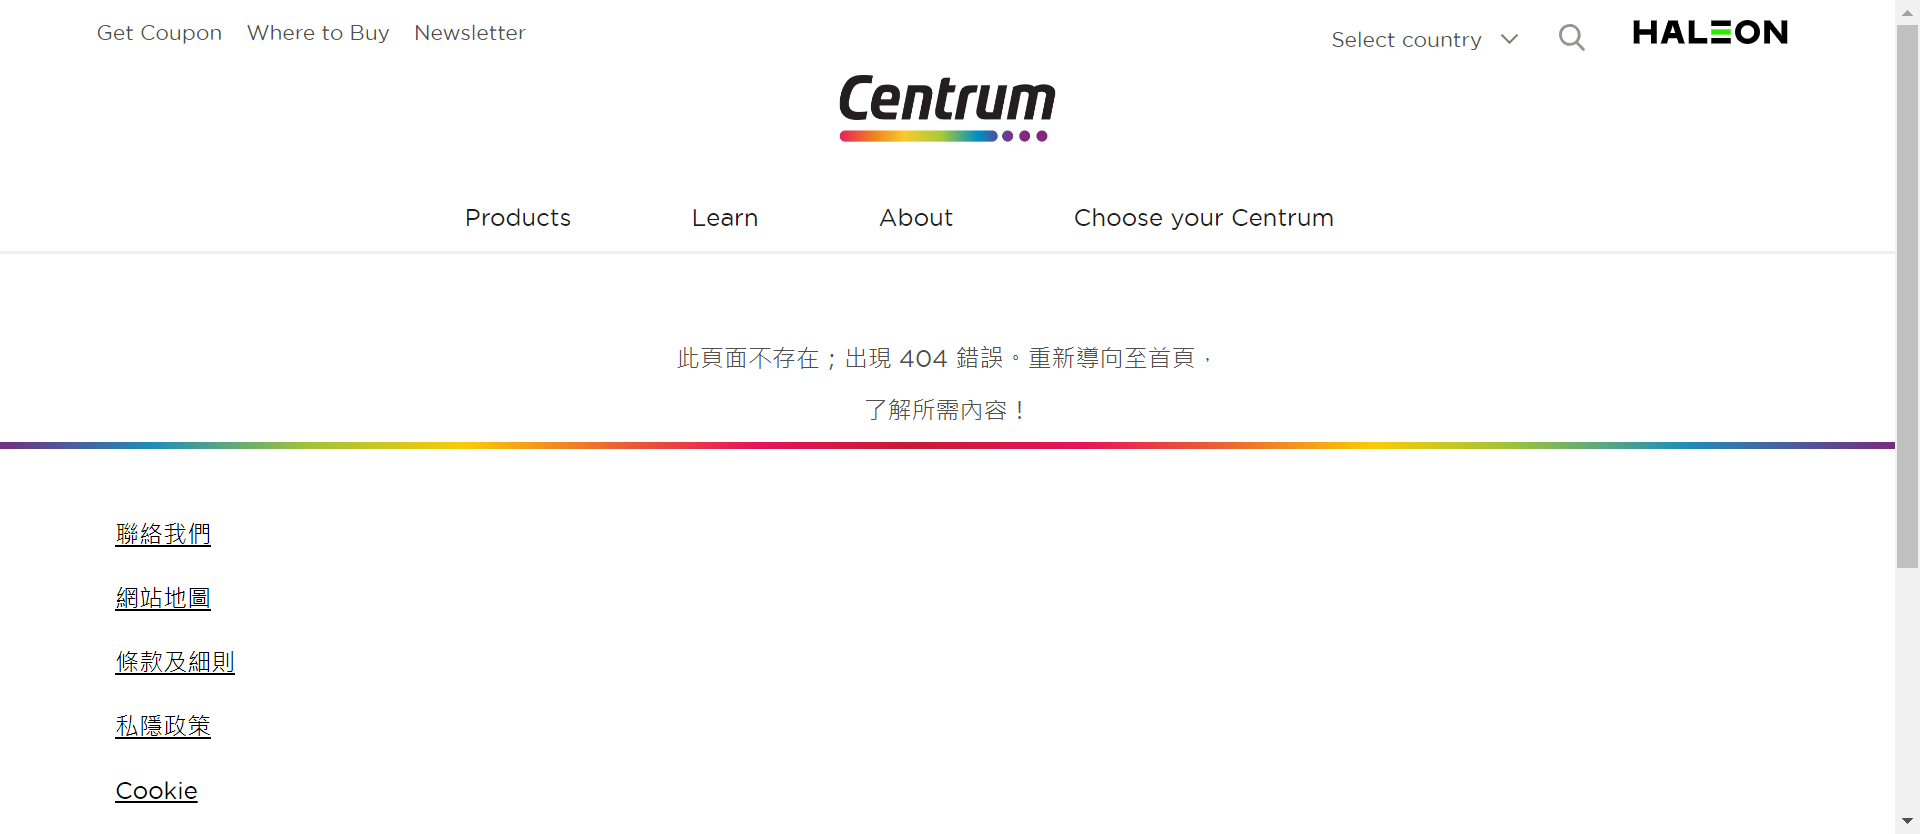 Get Coupon Where to Buy Newsletter
Select country
HALEON
Centrum
Products Learn About Choose your Centrum
此頁面不存在；出現 404 錯誤。重新導向至首頁，
了解所需內容！
聯絡我們
網站地圖
條款及細則
私隱政策
Cookie